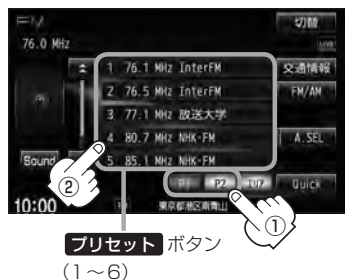 FM
切替
76.0 MHz
LIVE
1 76.1 MHz InterFM
交通情報
2 76.5 MHz InterFM
FM/AM
3 77.1 MHz 放送大学
4 80.7 MHz NHK-FM
A.SEL
Sound
5 85.1 MHz NHK-FM
②
P1 P2
Quick
①
10:00
東京都港区南青山
プリセット ボタン
(1~6)